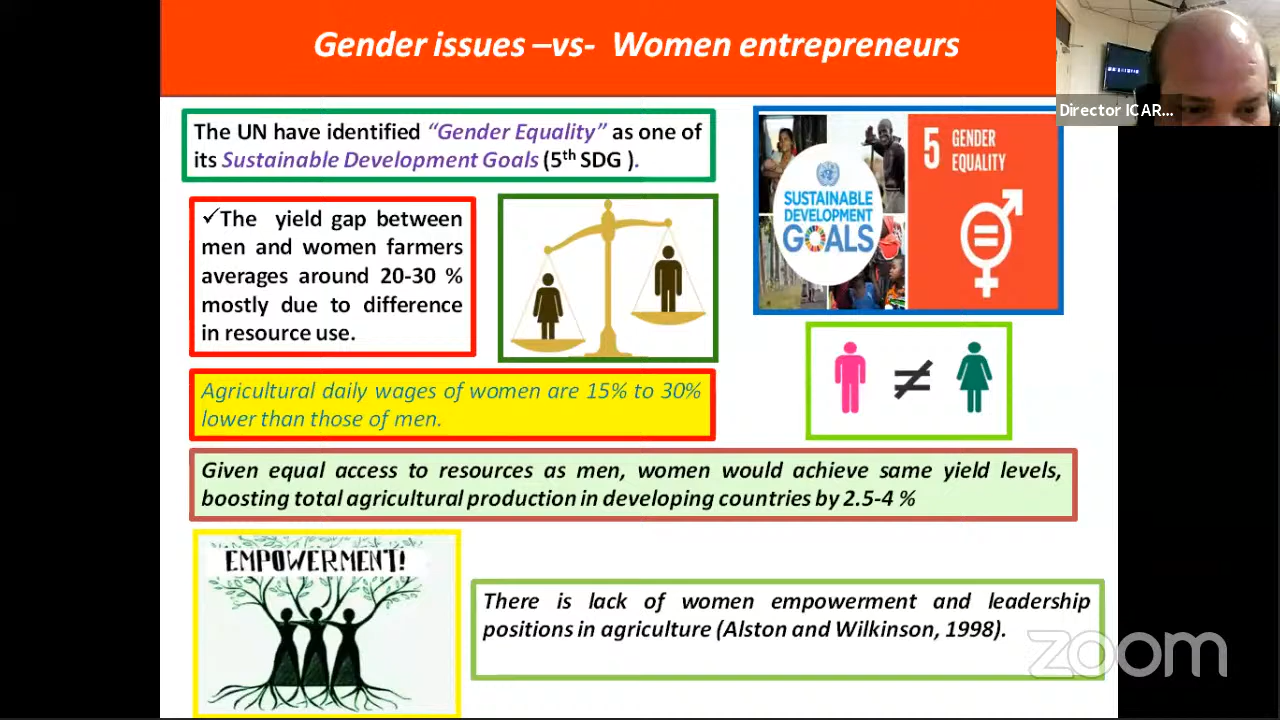 Gender issues –vs- Women entrepreneurs
Director ICAR...
The UN have identified “Gender Equality” as one of
its Sustainable Development Goals (5th SDG ).
5 GENDER
EQUALITY
SUSTAINABLE
DEVELOPMENT
GOALS
✓The yield gap between
men and women farmers
averages around 20-30 %
mostly due to difference
in resource use.
Agricultural daily wages of women are 15% to 30%
lower than those of men.
Given equal access to resources as men, women would achieve same yield levels,
boosting total agricultural production in developing countries by 2.5-4 %
EMPOWERMENT!
There is lack of women empowerment and leadership
positions in agriculture (Alston and Wilkinson, 1998).
zoom